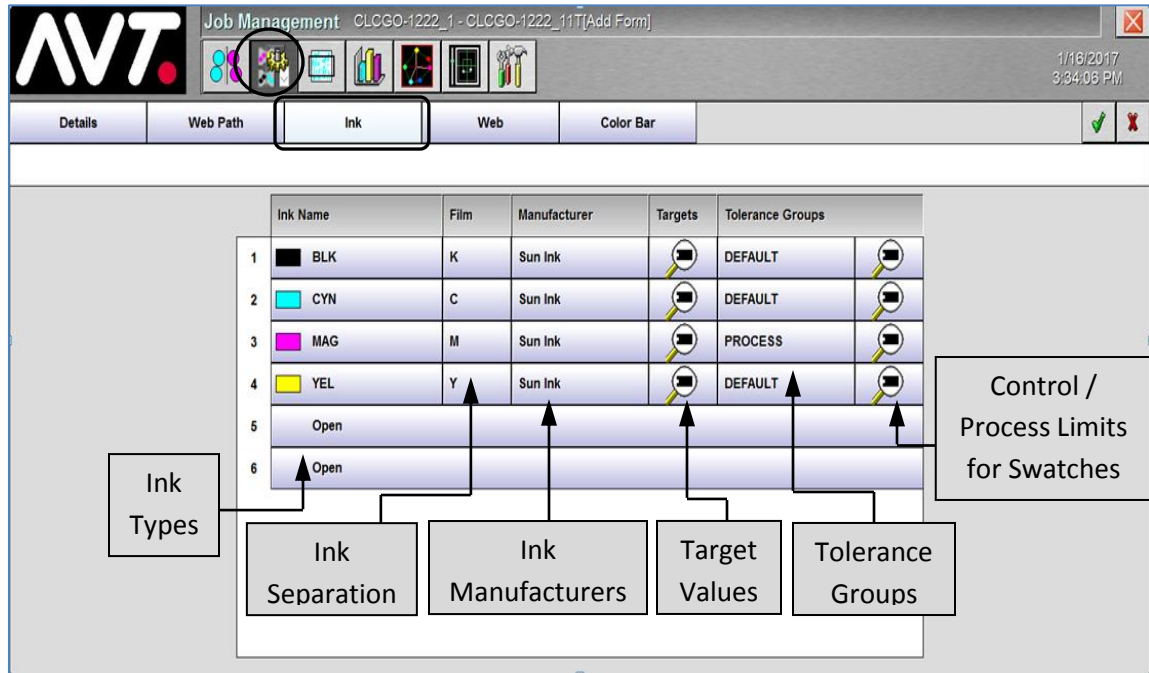 AVT.
Job Management CLCGO-1222_1 - CLCGO-1222_11T[Add Form]
1/16/2017
3:34:06 PM
Details Web Path Ink Web Color Bar
Ink Name Film Manufacturer Targets Tolerance Groups
1 BLK K Sun Ink DEFAULT
2 CYN C Sun Ink DEFAULT
3 MAG M Sun Ink PROCESS
4 YEL Y Sun Ink DEFAULT
5 Open
6 Open
Control /
Process Limits
for Swatches
Ink
Types
Ink
Separation
Ink
Manufacturers
Target
Values
Tolerance
Groups